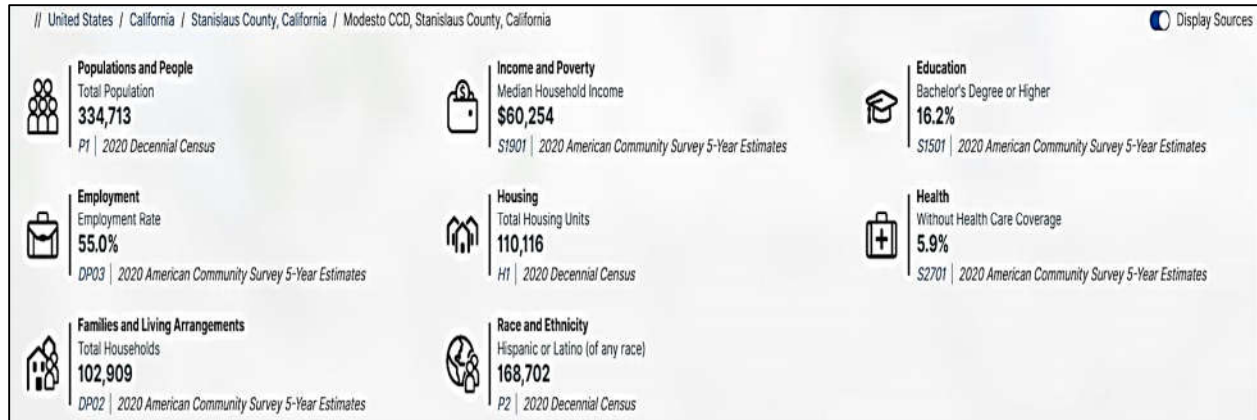 // United States / California / Stanislaus County, California / Modesto CCD, Stanislaus County, California
Display Sources
Populations and People
Total Population
334,713
P1 | 2020 Decennial Census
Income and Poverty
Median Household Income
$60,254
S1901 | 2020 American Community Survey 5-Year Estimates
Education
Bachelor's Degree or Higher
16.2%
S1501 | 2020 American Community Survey 5-Year Estimates
Employment
Employment Rate
55.0%
DP03 | 2020 American Community Survey 5-Year Estimates
Housing
Total Housing Units
110,116
H1 | 2020 Decennial Census
Health
Without Health Care Coverage
5.9%
S2701 | 2020 American Community Survey 5-Year Estimates
Families and Living Arrangements
Total Households
102,909
DP02 | 2020 American Community Survey 5-Year Estimates
Race and Ethnicity
Hispanic or Latino (of any race)
168,702
P2 | 2020 Decennial Census